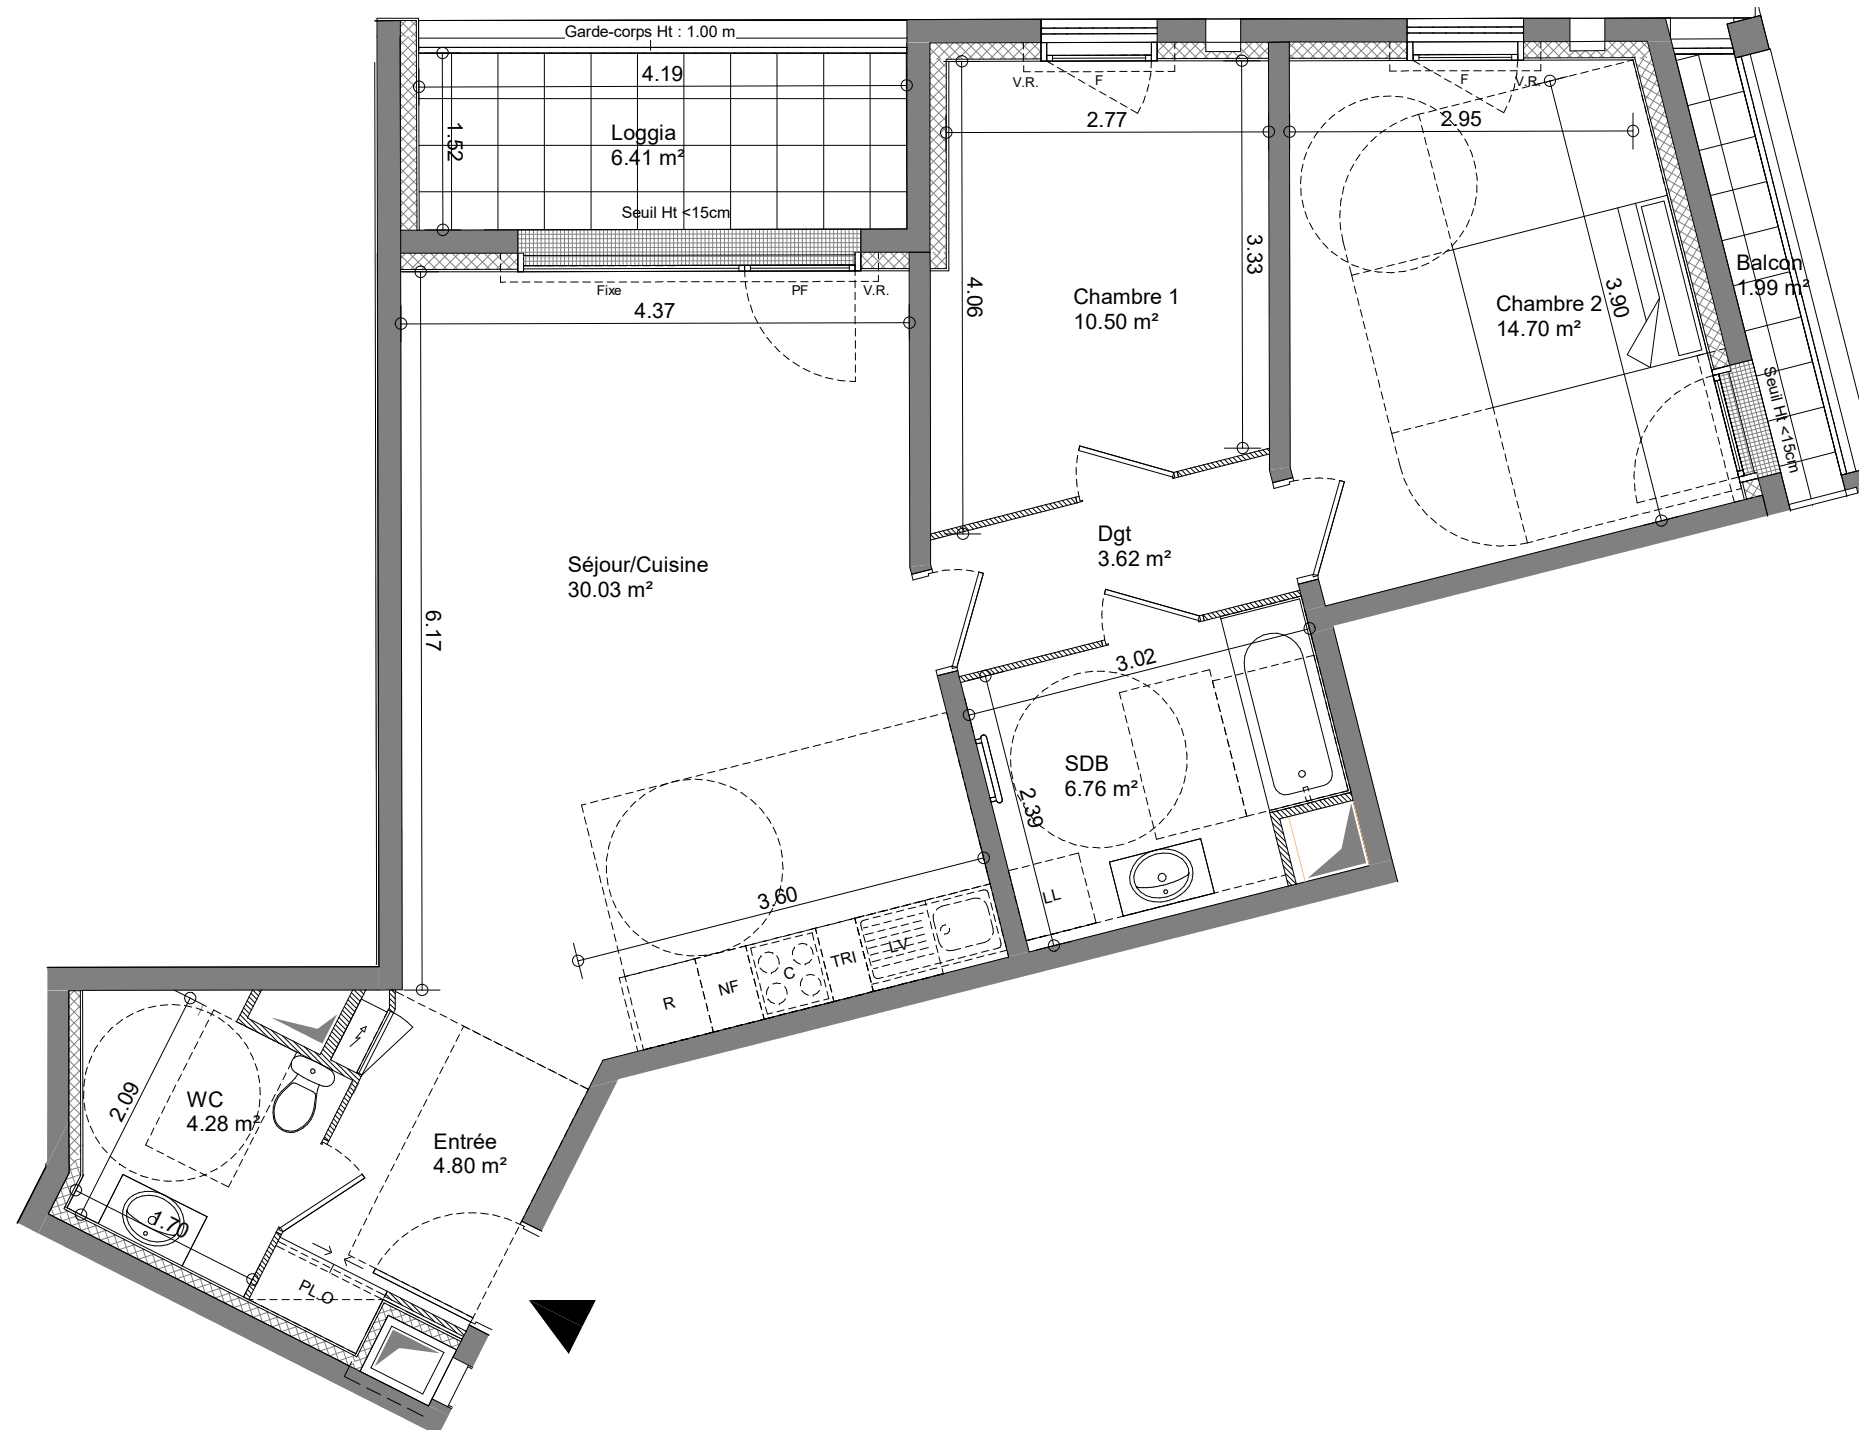 Garde-corps Ht : 1.00 m
4.19
1.52
Loggia
6.41 m²
Seuil Ht <15cm
Fixe
PF
V.R.
4.37
V.R.
F
2.77
4.06
3.33
Chambre 1
10.50 m²
F
V.R.
2.95
3.90
Chambre 2
14.70 m²
Balcon
1.99 m²
Seuil Ht <15cm
Séjour/Cuisine
30.03 m²
6.17
Dgt
3.62 m²
3.02
SDB
6.76 m²
2.39
LL
3.60
R
NF
C
TRI
LV
WC
4.28 m²
2.09
1.70
Entrée
4.80 m²
PL.O